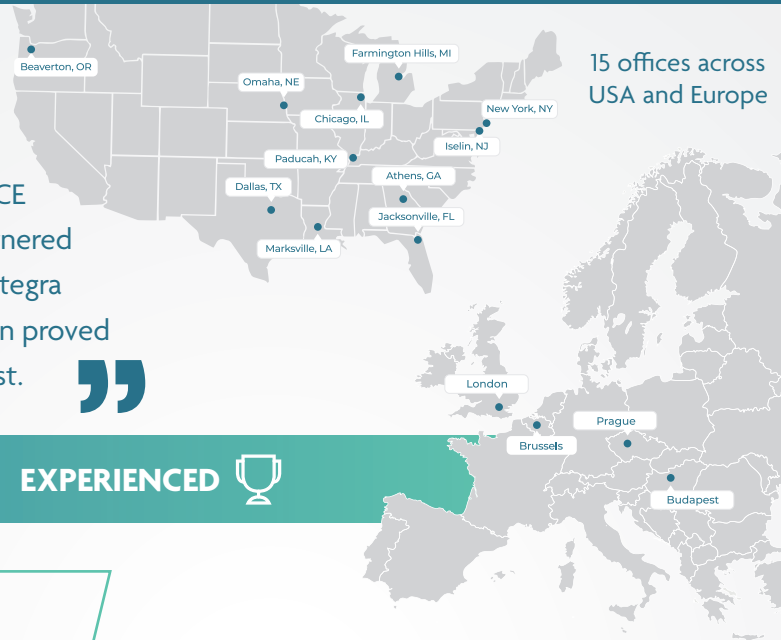 15 offices across
USA and Europe
Beaverton, OR
Farmington Hills, MI
Omaha, NE
Chicago, IL
New York, NY
Iselin, NJ
Paducah, KY
Athens, GA
Dallas, TX
Jacksonville, FL
Marksville, LA
CE
nered
tegra
n proved
st.
”
London
Prague
Brussels
Budapest
EXPERIENCED